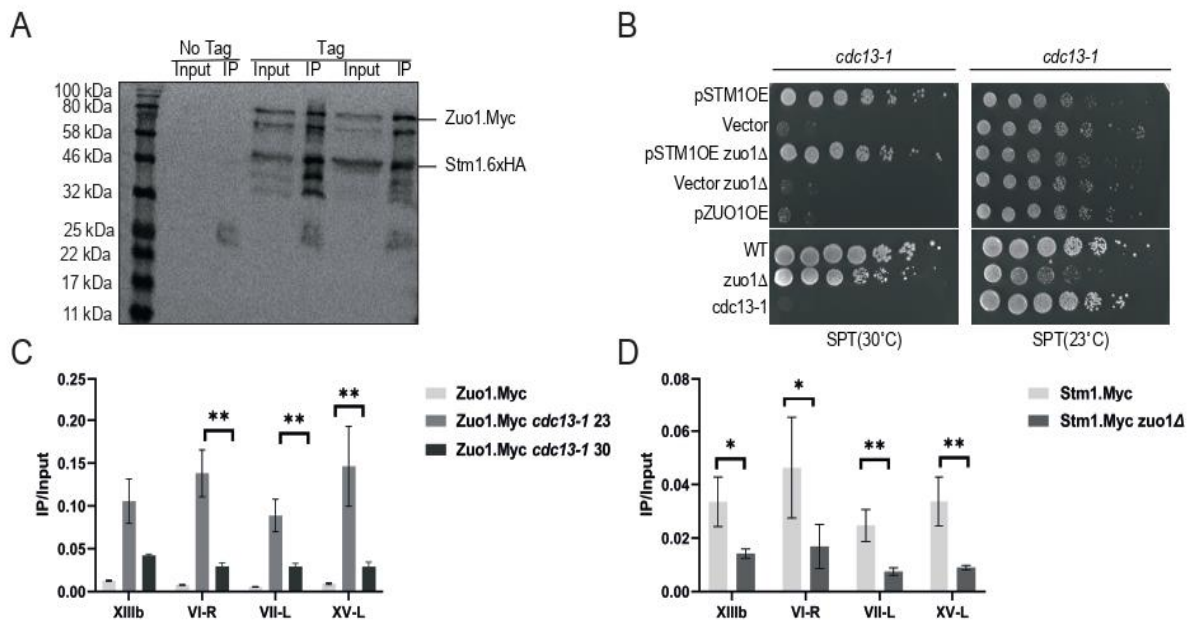 A
No Tag Tag
Input IP Input IP Input IP
100 kDa
80 kDa
58 kDa
46 kDa
32 kDa
25 kDa
22 kDa
17 kDa
11 kDa
Zuo1.Myc
Stm1.6xHA
B
cdc13-1 cdc13-1
pSTM1OE
Vector
pSTM1OE zuo1Δ
Vector zuo1Δ
pZUO1OE
WT
zuo1Δ
cdc13-1
SPT(30°C) SPT(23°C)
C
IP/Input
0.25
0.20
0.15
0.10
0.05
0.00
** ** **
XIIIb VI-R VII-L XV-L
Zuo1.Myc
Zuo1.Myc cdc13-1 23
Zuo1.Myc cdc13-1 30
D
IP/Input
0.08
0.06
0.04
0.02
0.00
* * ** **
XIIIb VI-R VII-L XV-L
Stm1.Myc
Stm1.Myc zuo1Δ